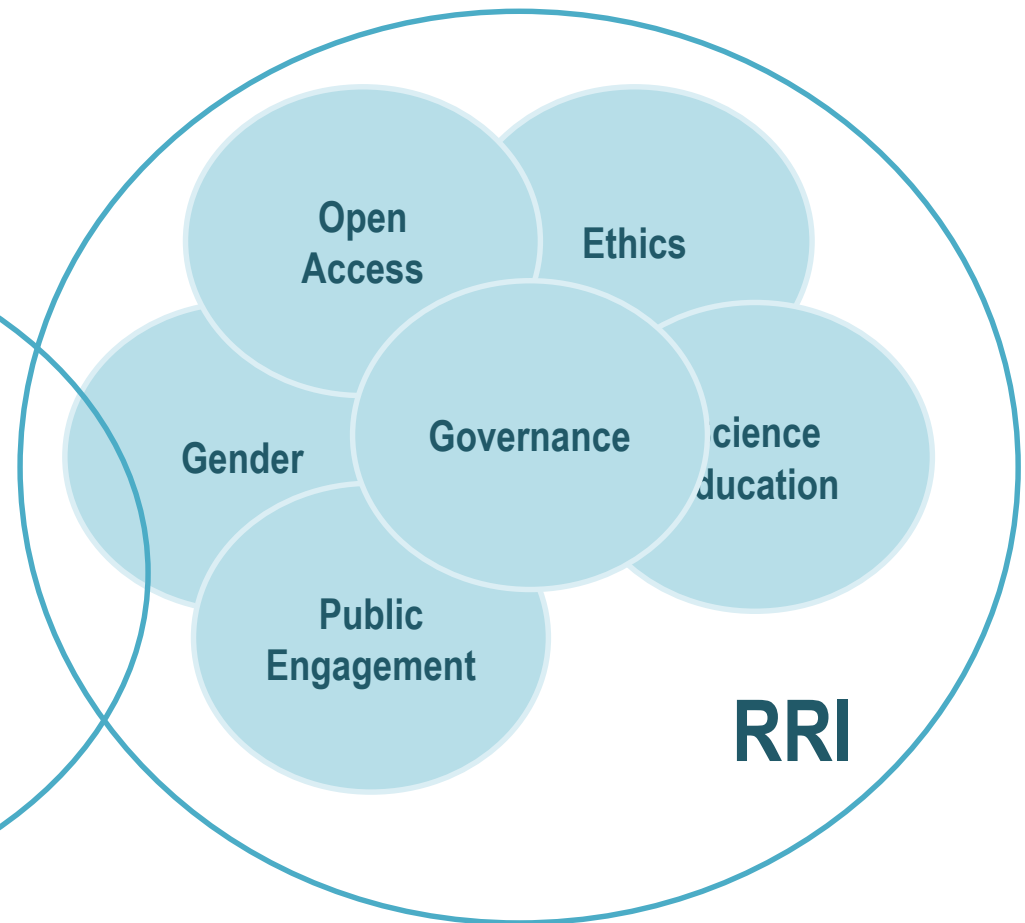 Open
Access
Ethics
Governance
cience
ducation
Gender
Public
Engagement
RRI